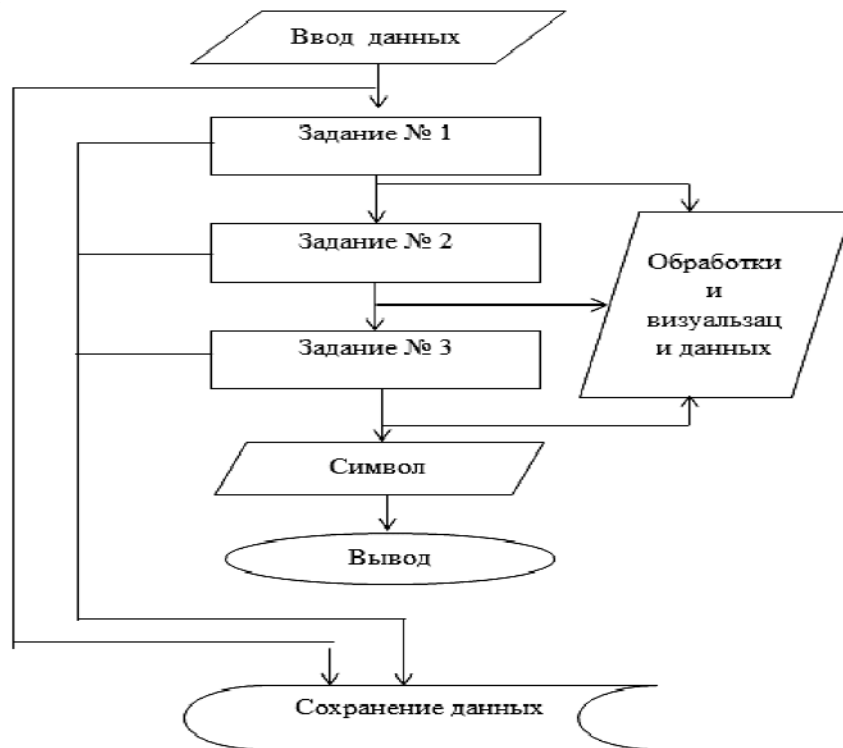 Ввод данных
Задание № 1
Задание № 2
Обработки
и
визуальзац
и данных
Задание № 3
Символ
Вывод
Сохранение данных